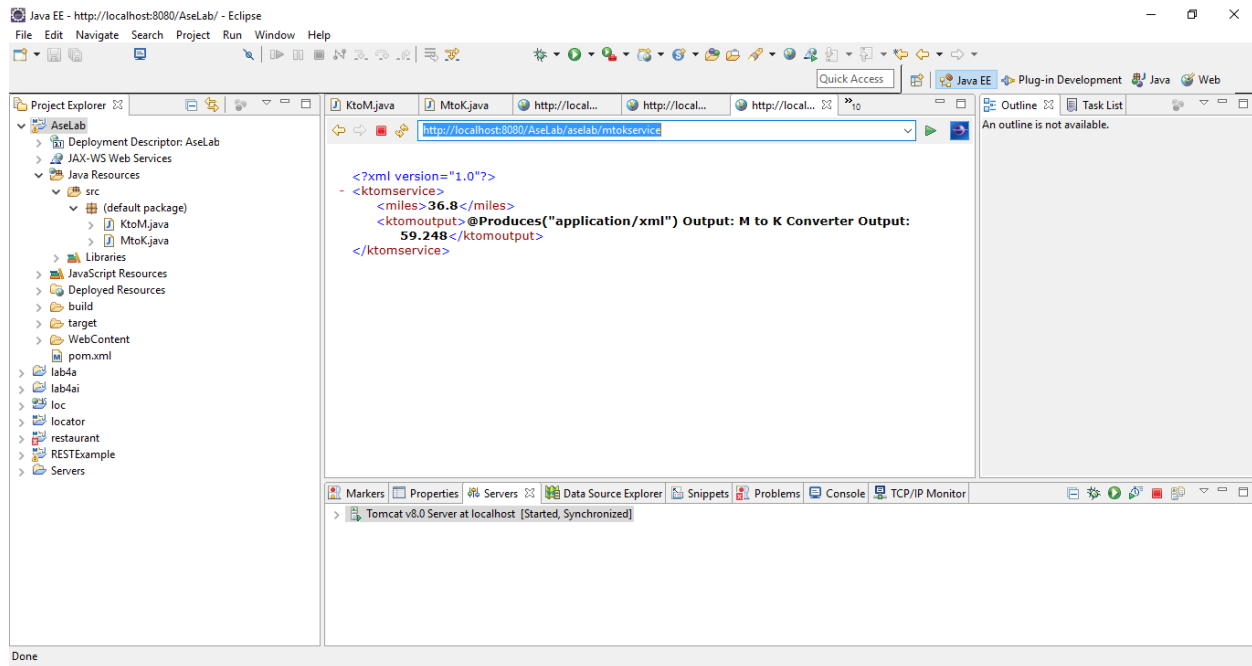 Java EE - http://localhost:8080/AseLab/ - Eclipse
File Edit Navigate Search Project Run Window Help
Quick Access
Java EE Plug-in Development Java Web
Project Explorer
KtoM.java MtoK.java http://local... http://local... http://local... »10
Outline Task List
AseLab
Deployment Descriptor: AseLab
JAX-WS Web Services
Java Resources
src
(default package)
KtoM.java
MtoK.java
Libraries
JavaScript Resources
Deployed Resources
build
target
WebContent
pom.xml
lab4a
lab4ai
loc
locator
restaurant
RESTExample
Servers
http://localhost:8080/AseLab/aselab/mtokservice
<?xml version="1.0"?>
- <ktomservice>
<miles>36.8</miles>
<ktomoutput>@Produces("application/xml") Output: M to K Converter Output:
59.248</ktomoutput>
</ktomservice>
An outline is not available.
Markers Properties Servers Data Source Explorer Snippets Problems Console TCP/IP Monitor
Tomcat v8.0 Server at localhost [Started, Synchronized]
Done